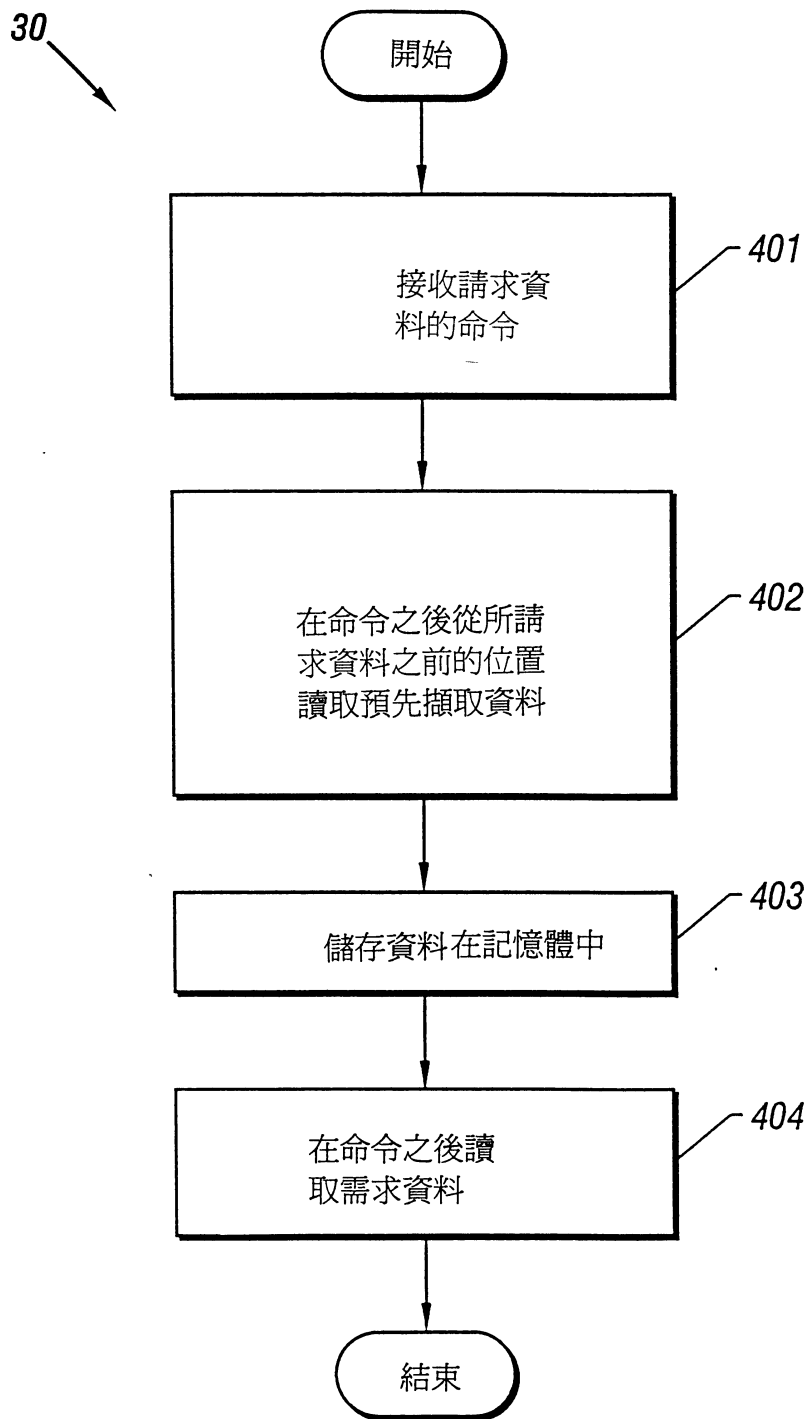 30
開始
401
接收請求資
料的命令
402
在命令之後從所請
求資料之前的位置
讀取預先擷取資料
403
儲存資料在記憶體中
404
在命令之後讀
取需求資料
結束